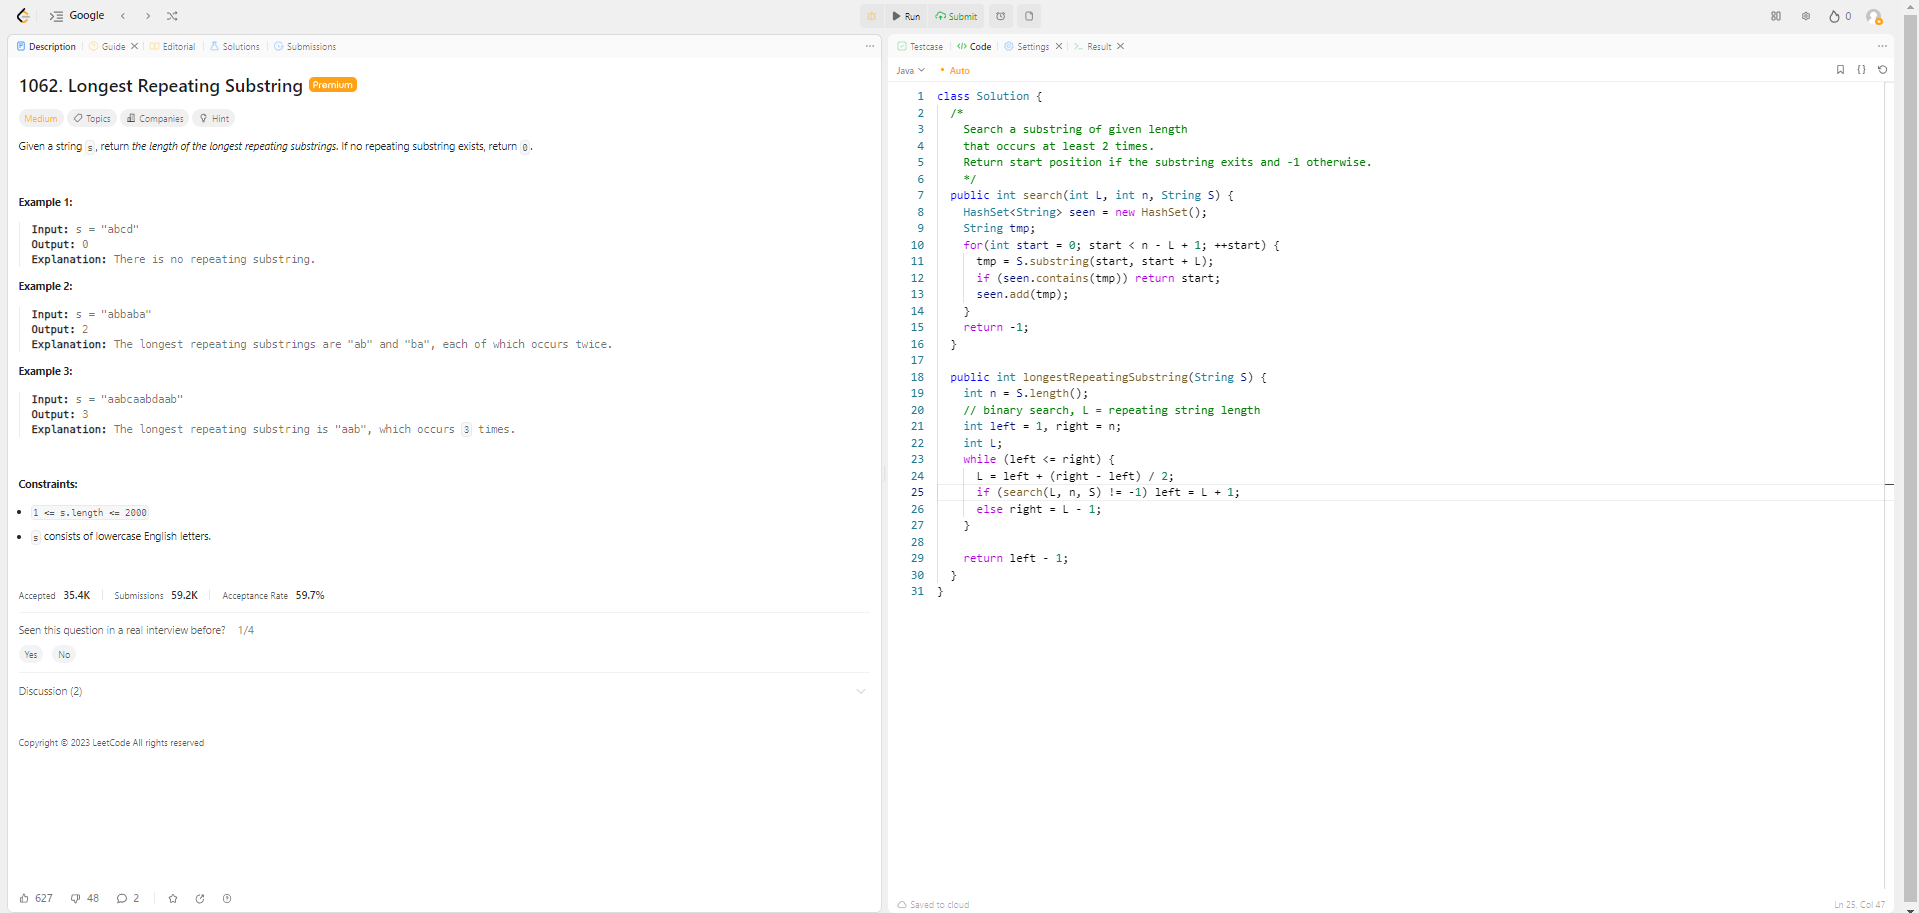 Google
Run
Submit
0
Description
Guide
Editorial
Solutions
Submissions
1062. Longest Repeating Substring Premium
Medium
Topics
Companies
Hint
Given a string s, return the length of the longest repeating substrings. If no repeating substring exists, return 0.
Example 1:
Input: s = "abcd"
Output: 0
Explanation: There is no repeating substring.
Example 2:
Input: s = "abbaba"
Output: 2
Explanation: The longest repeating substrings are "ab" and "ba", each of which occurs twice.
Example 3:
Input: s = "aabcaabdaab"
Output: 3
Explanation: The longest repeating substring is "aab", which occurs 3 times.
Constraints:
1 <= s.length <= 2000
s consists of lowercase English letters.
Accepted 35.4K
Submissions 59.2K
Acceptance Rate 59.7%
Seen this question in a real interview before? 1/4
Yes
No
Discussion (2)
Copyright © 2023 LeetCode All rights reserved
627
48
2
Testcase
Code
Settings
Result
Java
Auto
1 class Solution {
2 /*
3 Search a substring of given length
4 that occurs at least 2 times.
5 Return start position if the substring exits and -1 otherwise.
6 */
7 public int search(int L, int n, String S) {
8 HashSet<String> seen = new HashSet();
9 String tmp;
10 for(int start = 0; start < n - L + 1; ++start) {
11 tmp = S.substring(start, start + L);
12 if (seen.contains(tmp)) return start;
13 seen.add(tmp);
14 }
15 return -1;
16 }
17
18 public int longestRepeatingSubstring(String S) {
19 int n = S.length();
20 // binary search, L = repeating string length
21 int left = 1, right = n;
22 int L;
23 while (left <= right) {
24 L = left + (right - left) / 2;
25 if (search(L, n, S) != -1) left = L + 1;
26 else right = L - 1;
27 }
28
29 return left - 1;
30 }
31 }
Saved to cloud
Ln 25, Col 47